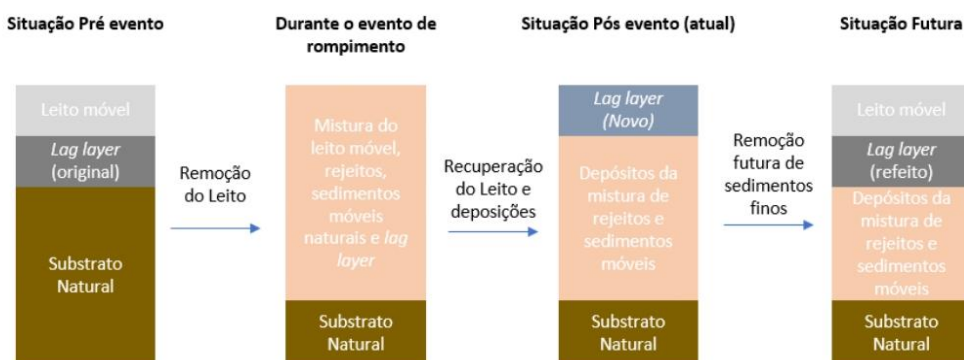 Situação Pré evento
Durante o evento de
rompimento
Situação Pós evento (atual)
Situação Futura
Leito móvel
Lag layer
(original)
Substrato
Natural
Remoção
do Leito
Mistura do
leito móvel,
rejeitos,
sedimentos
móveis
naturais e lag
layer
Substrato
Natural
Recuperação
do Leito e
deposições
Lag layer
(Novo)
Depósitos da
mistura de
rejeitos e
sedimentos
móveis
Substrato
Natural
Remoção
futura de
sedimentos
finos
Leito móvel
Lag layer
(refeito)
Depósitos da
mistura de
rejeitos e
sedimentos
móveis
Substrato
Natural